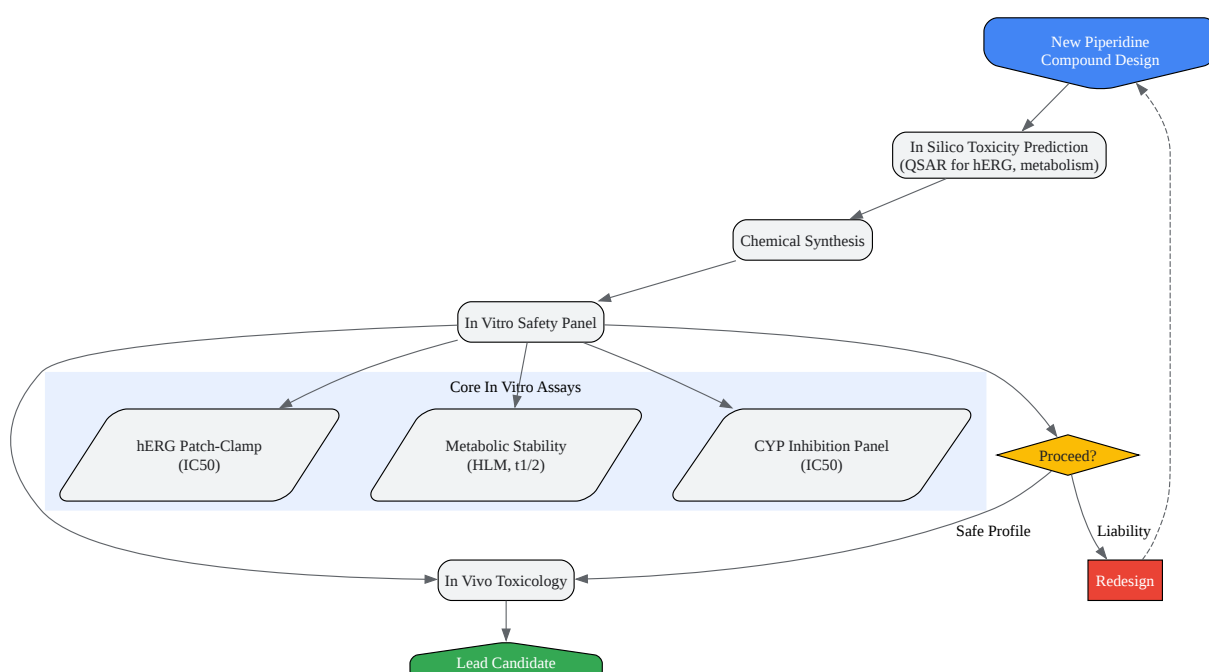 New Piperidine
Compound Design
In Silico Toxicity Prediction
(QSAR for hERG, metabolism)
Chemical Synthesis
In Vitro Safety Panel
Core In Vitro Assays
hERG Patch-Clamp
(IC50)
Metabolic Stability
(HLM, t1/2)
CYP Inhibition Panel
(IC50)
Proceed?
Safe Profile
Liability
In Vivo Toxicology
Redesign
Lead Candidate